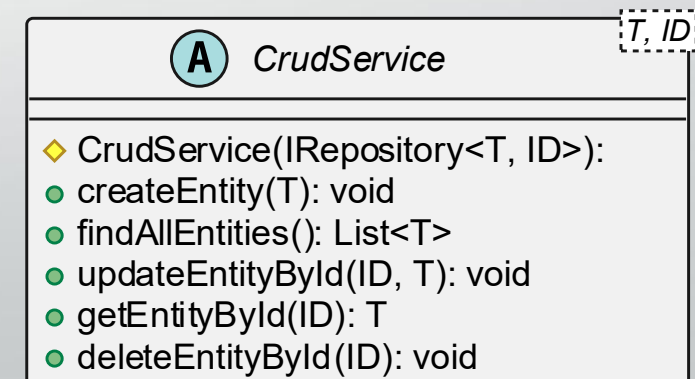 T, ID
A CrudService
CrudService(IRepository<T, ID>):
createEntity(T): void
findAllEntities(): List<T>
updateEntityById(ID, T): void
getEntityById(ID): T
deleteEntityById(ID): void